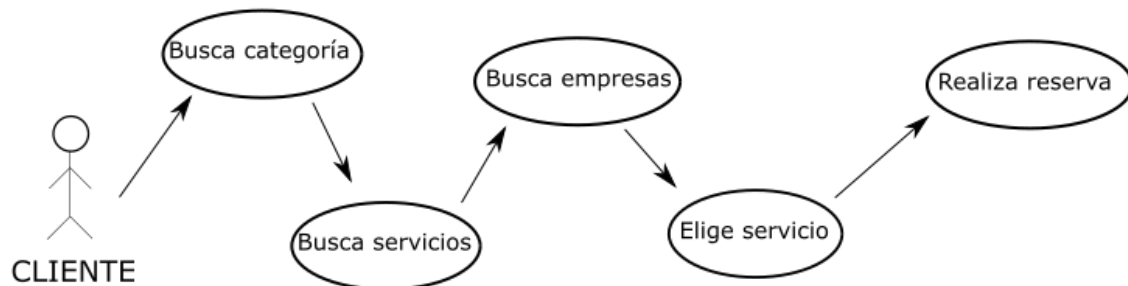 Busca categoría
Busca empresas
Realiza reserva
Busca servicios
Elige servicio
CLIENTE